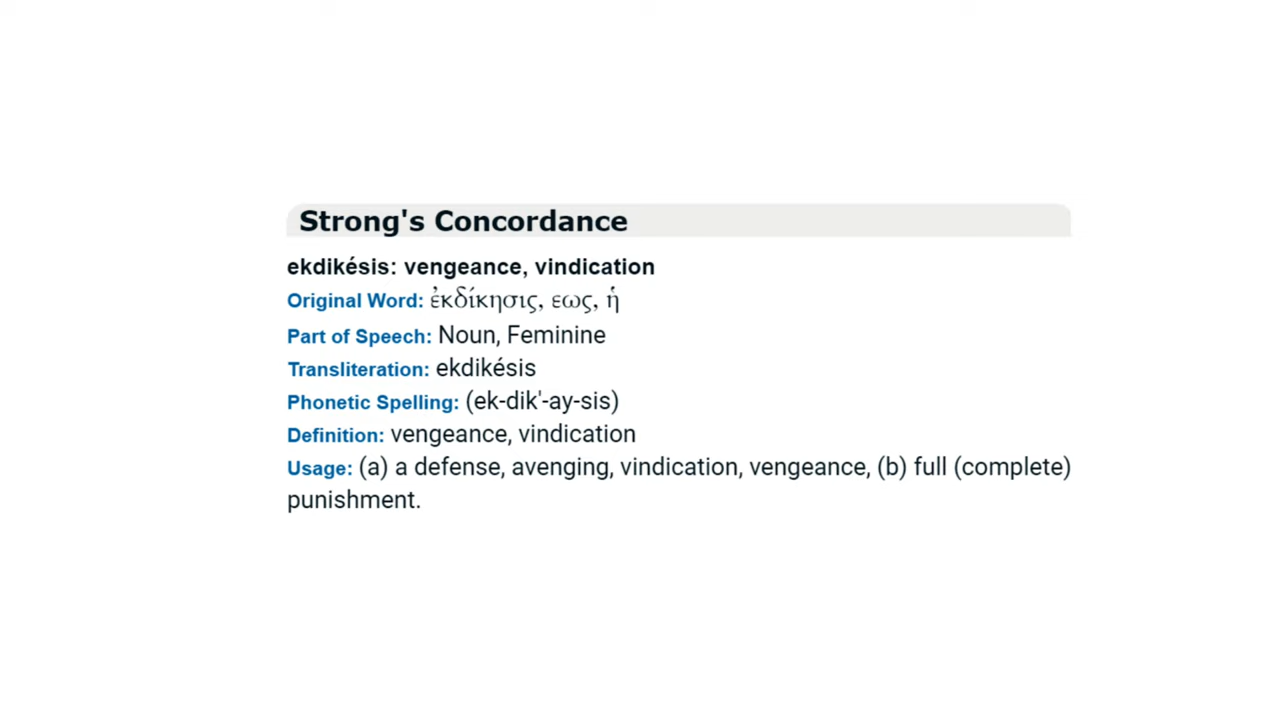 Strong's Concordance
ekdikésis: vengeance, vindication
Original Word: ἐκδίκησις, εως, ἡ
Part of Speech: Noun, Feminine
Transliteration: ekdikésis
Phonetic Spelling: (ek-dik'-ay-sis)
Definition: vengeance, vindication
Usage: (a) a defense, avenging, vindication, vengeance, (b) full (complete)
punishment.